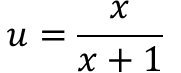 u = x / (x + 1)